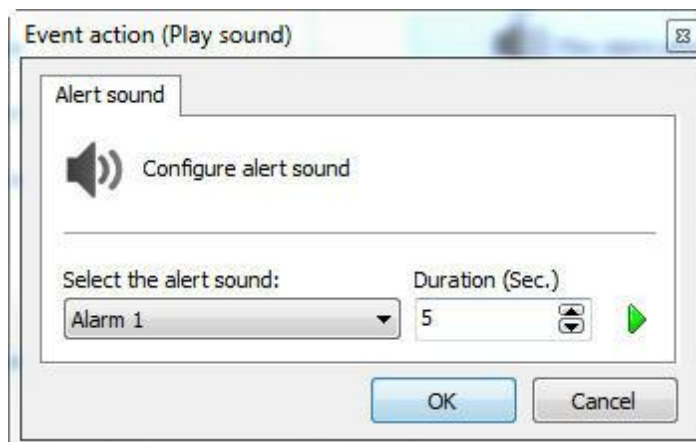 Event action (Play sound)
Alert sound
Configure alert sound
Select the alert sound:
Duration (Sec.)
Alarm 1
5
OK
Cancel